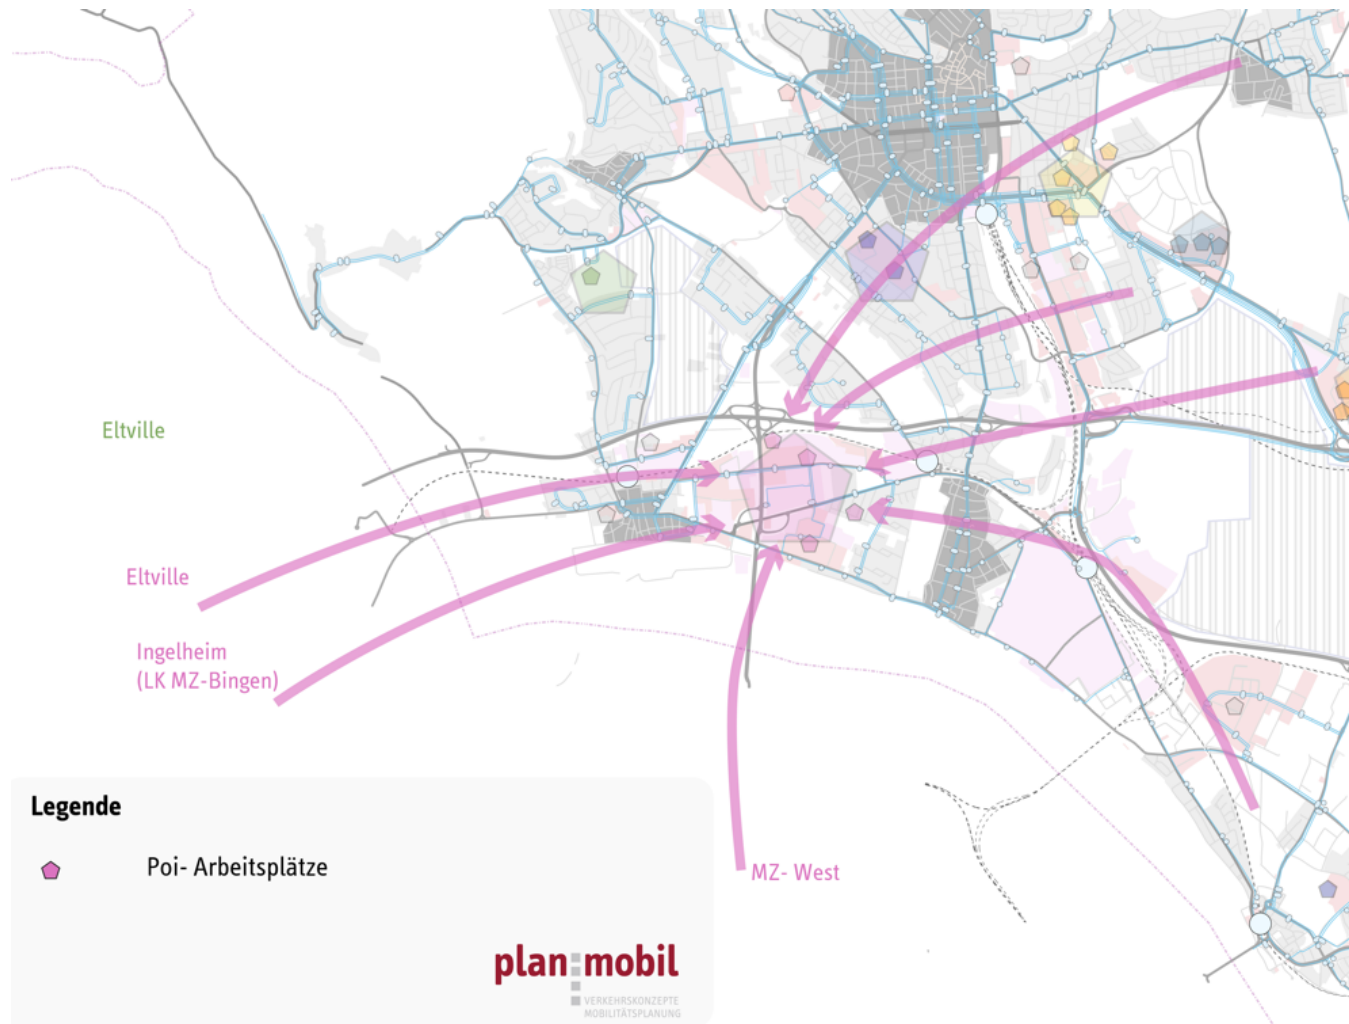 Eltville
Eltville
Ingelheim
(LK MZ-Bingen)
MZ- West
Legende
Poi- Arbeitsplätze
plan mobil
VERKEHRSKONZEPTE
MOBILITÄTSPLANUNG